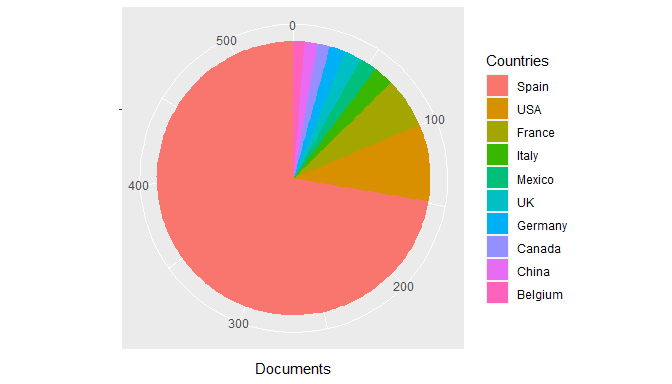 0
500
100
400
200
300
Documents
Countries
Spain
USA
France
Italy
Mexico
UK
Germany
Canada
China
Belgium